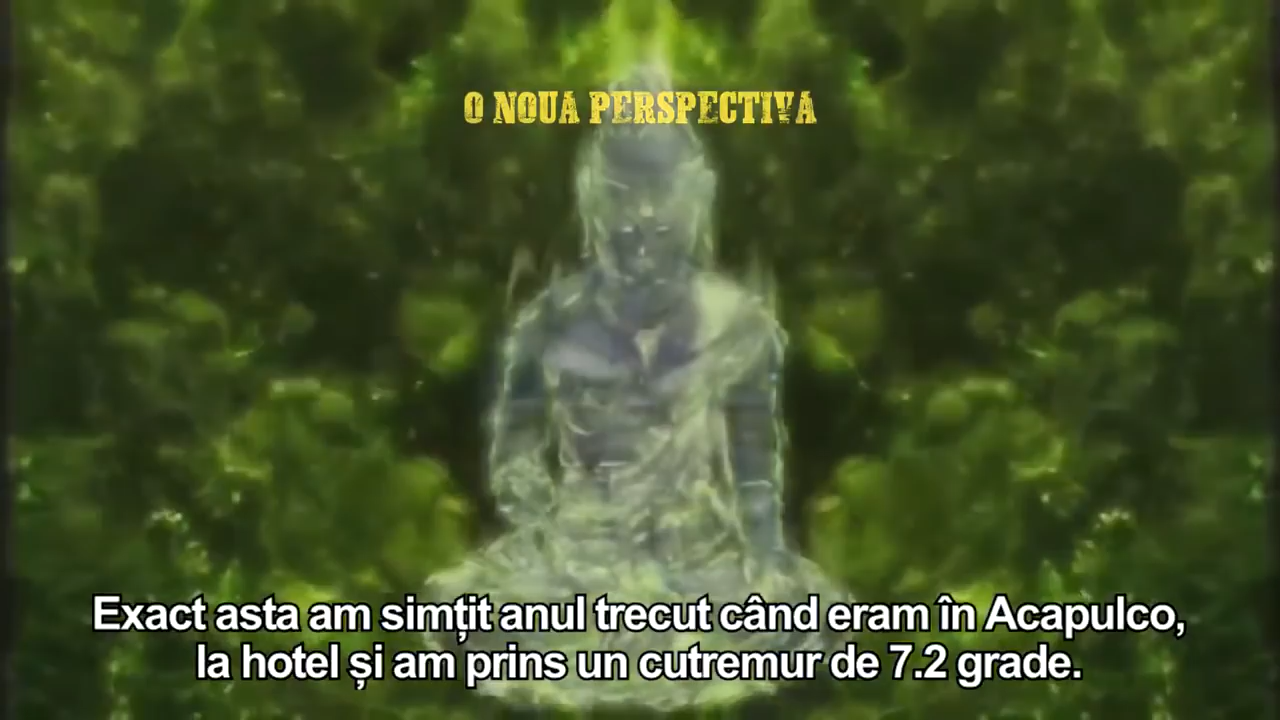 O NOUA PERSPECTIVA
Exact asta am simțit anul trecut când eram în Acapulco,
la hotel și am prins un cutremur de 7.2 grade.